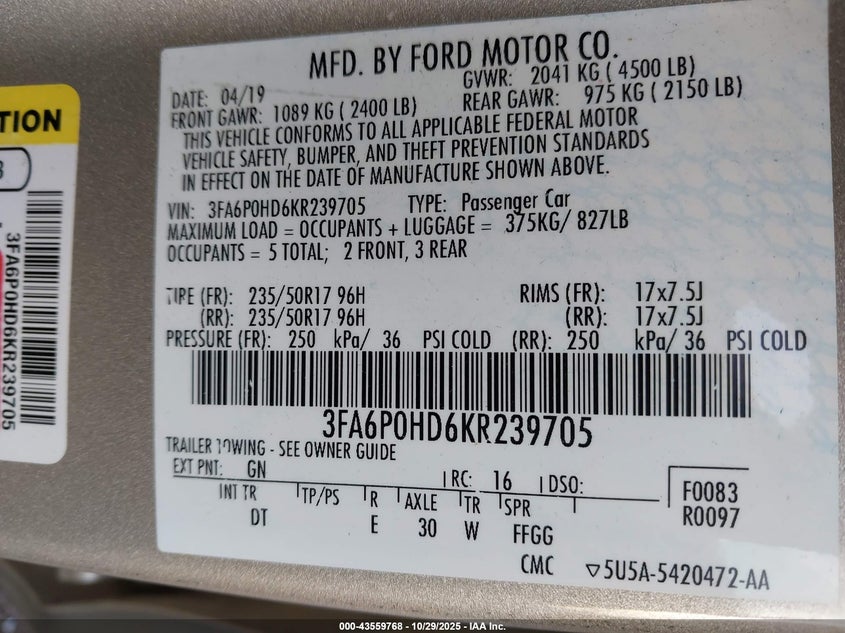 MFD. BY FORD MOTOR CO.
DATE: 04/19 GVWR: 2041 KG ( 4500 LB)
FRONT GAWR: 1089 KG ( 2400 LB) REAR GAWR: 975 KG ( 2150 LB)
THIS VEHICLE CONFORMS TO ALL APPLICABLE FEDERAL MOTOR
VEHICLE SAFETY, BUMPER, AND THEFT PREVENTION STANDARDS
IN EFFECT ON THE DATE OF MANUFACTURE SHOWN ABOVE.
VIN: 3FA6P0HD6KR239705 TYPE: Passenger Car
MAXIMUM LOAD = OCCUPANTS + LUGGAGE = 375KG/ 827LB
OCCUPANTS = 5 TOTAL; 2 FRONT, 3 REAR
TIRE (FR): 235/50R17 96H RIMS (FR): 17x7.5J
(RR): 235/50R17 96H (RR): 17x7.5J
PRESSURE (FR): 250 kPa/ 36 PSI COLD (RR): 250 kPa/ 36 PSI COLD
3FA6P0HD6KR239705
TRAILER TOWING - SEE OWNER GUIDE
EXT PNT: GN RC: 16 DSO:
INT TR TP/PS R AXLE TR SPR F0083
DT E 30 W FFGG R0097
CMC ▽5U5A-5420472-AA
TION
3FA6P0HD6KR239705
000-43559768 - 10/29/2025 - IAA Inc.